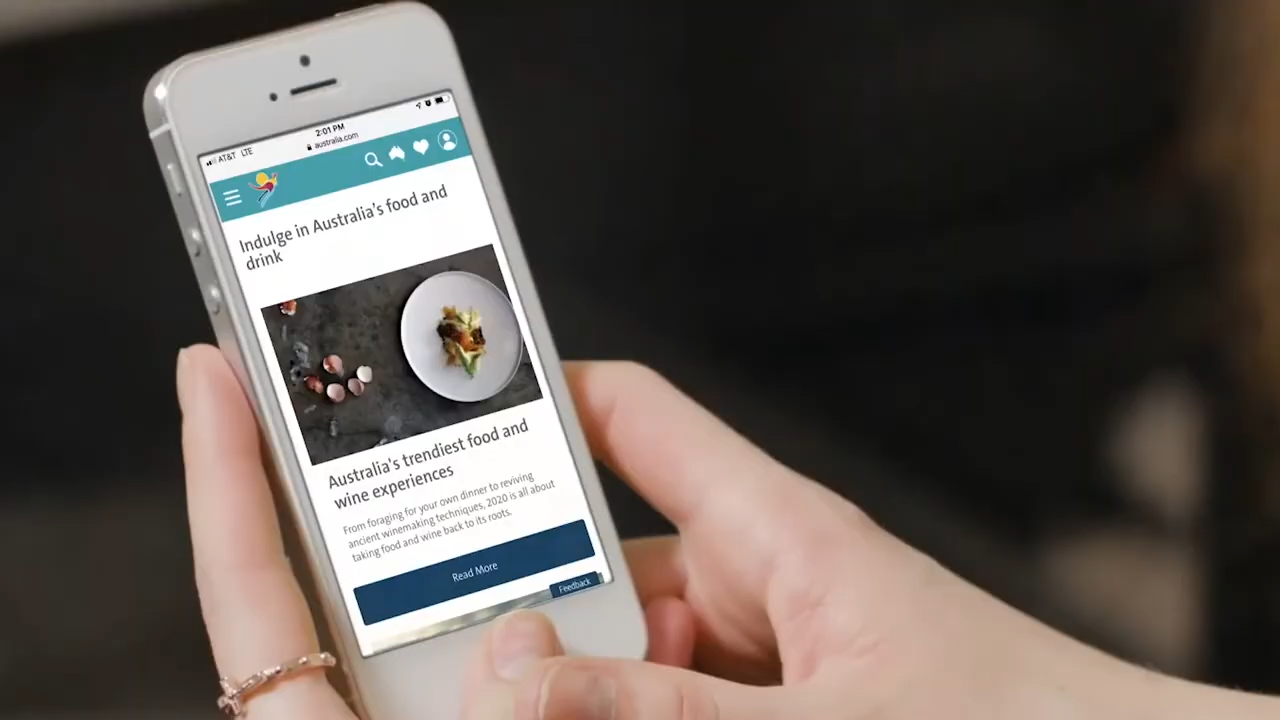 2:01 PM
AT&T LTE
australia.com
Indulge in Australia's food and
drink
Australia's trendiest food and
wine experiences
From foraging for your own dinner to reviving
ancient winemaking techniques, 2020 is all about
taking food and wine back to its roots.
Read More
Feedback